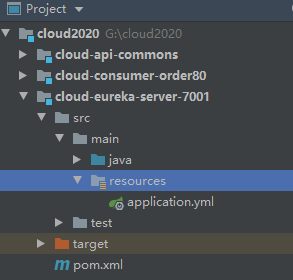 Project
cloud2020 G:\cloud2020
cloud-api-commons
cloud-consumer-order80
cloud-eureka-server-7001
src
main
java
resources
application.yml
test
target
pom.xml